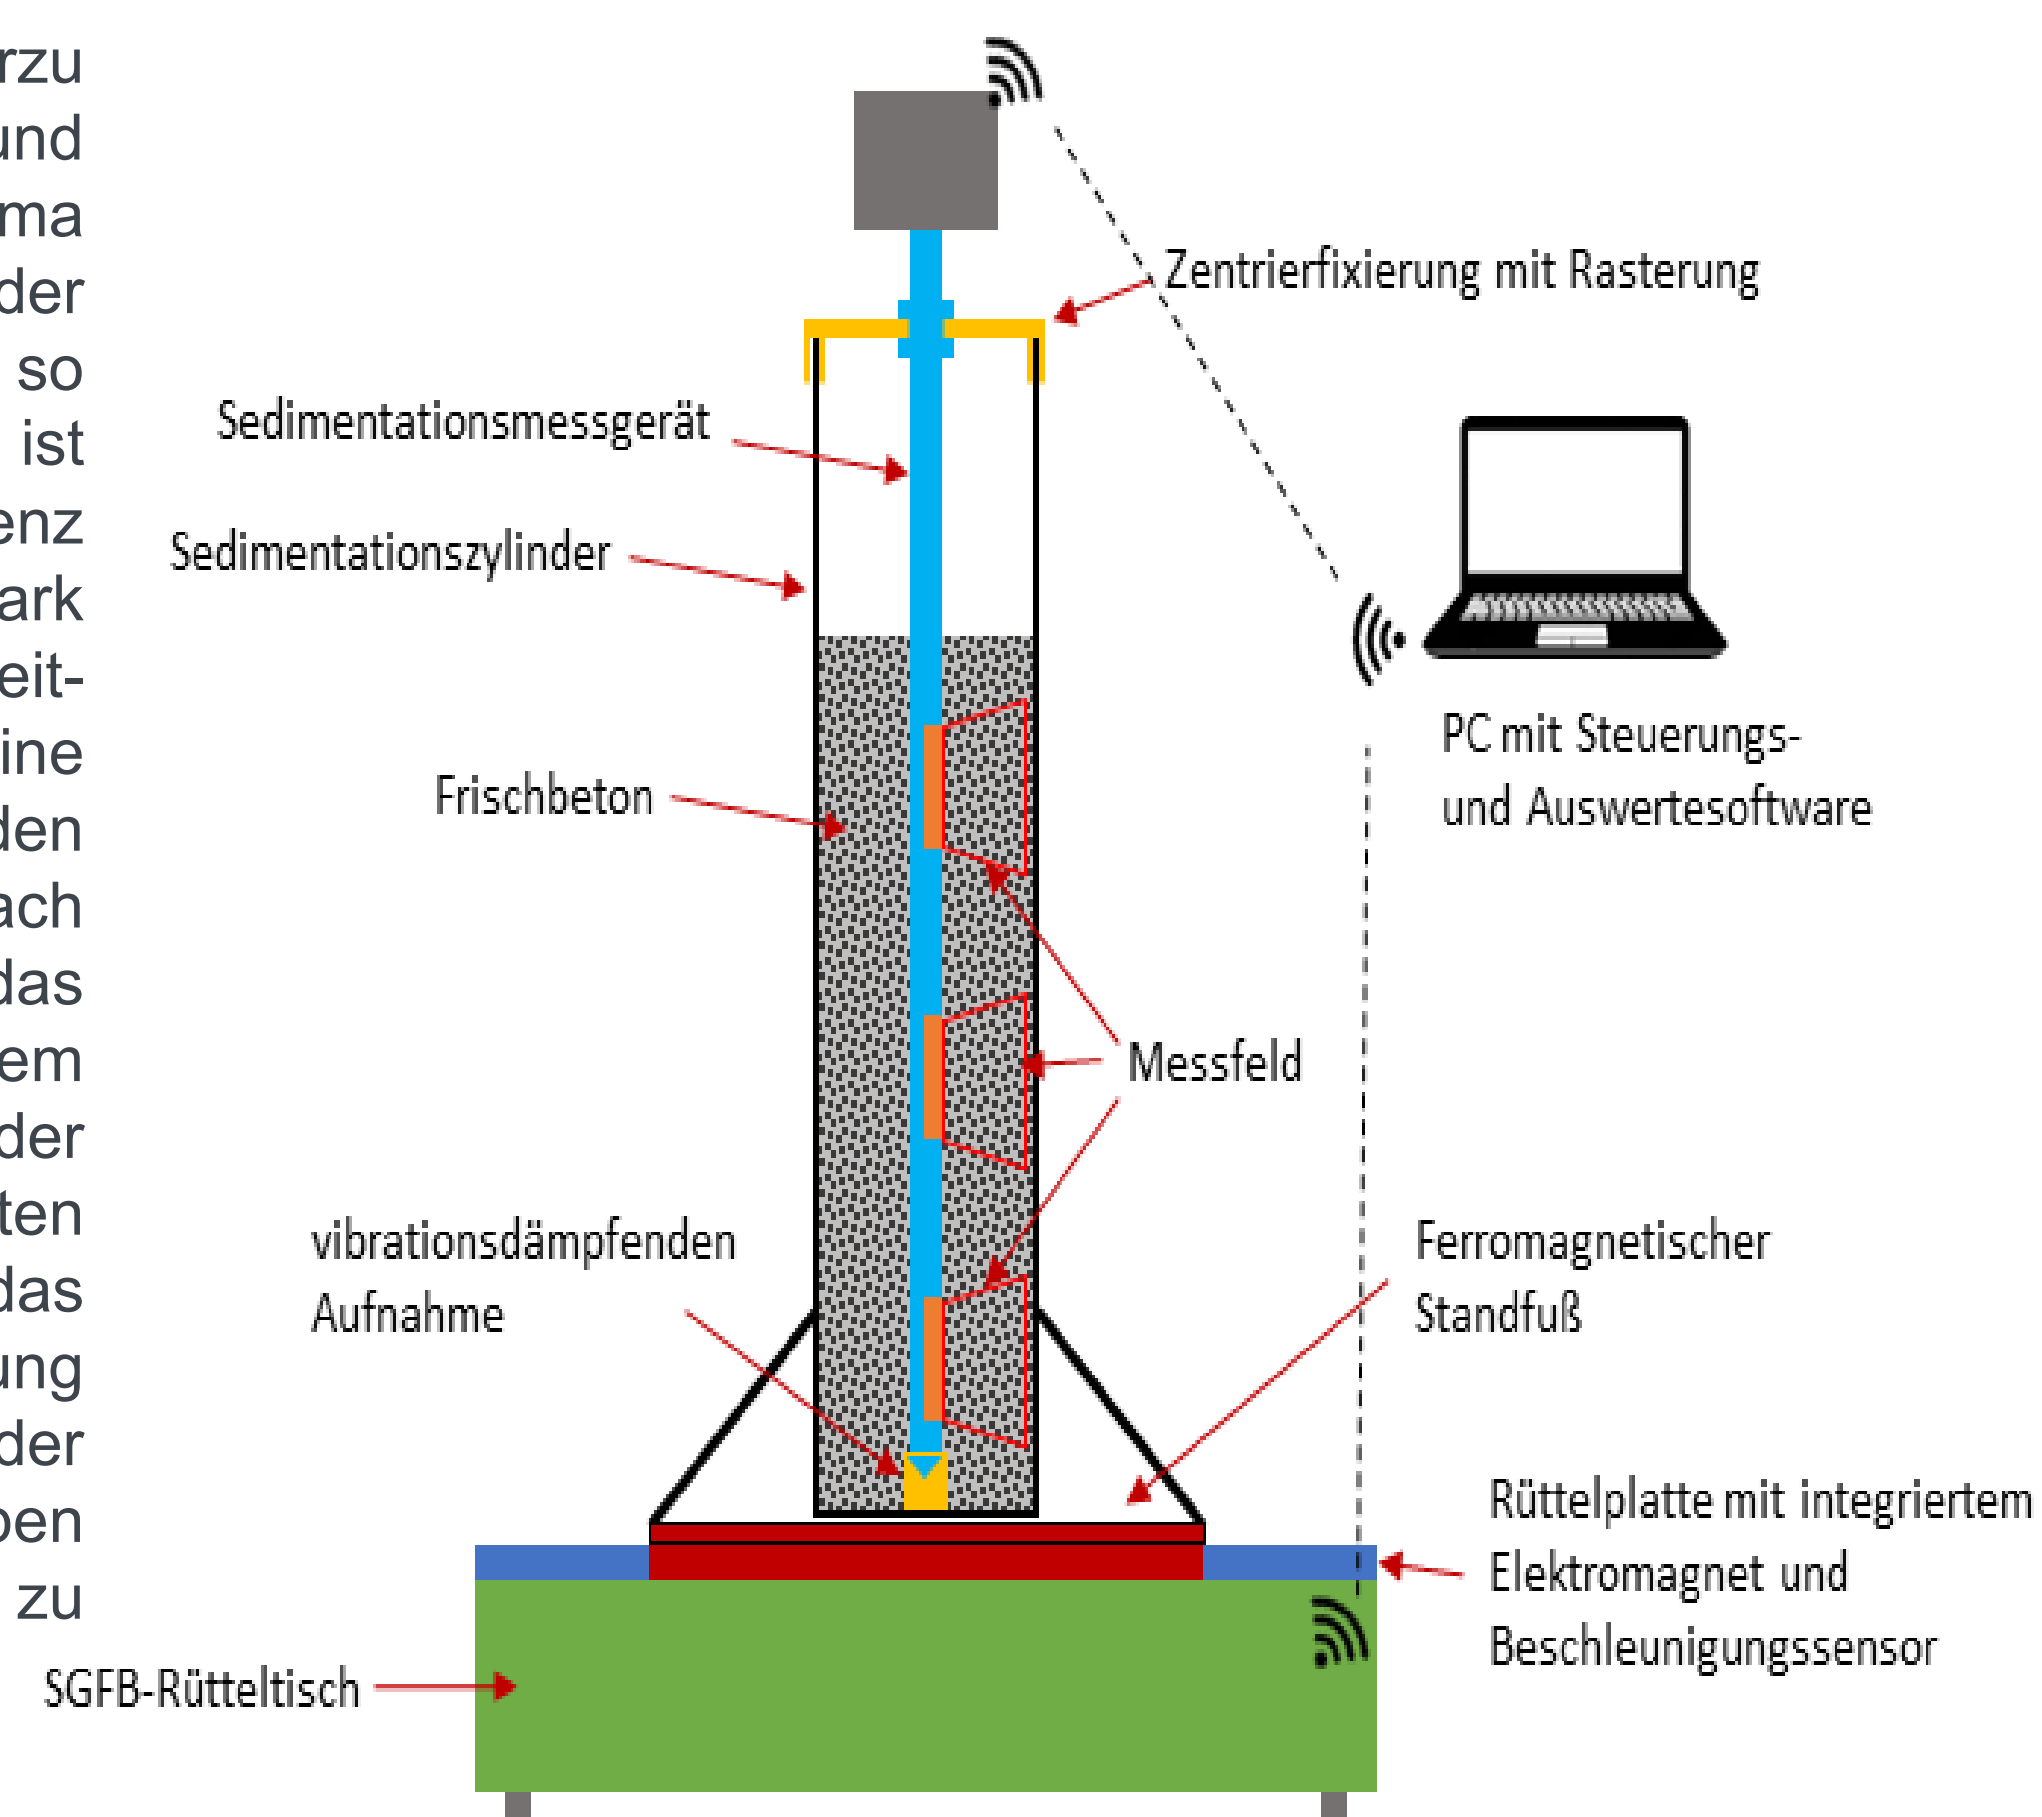 rzu
und
ma
der
so
ist
enz
ark
eit-
ine
den
ach
das
em
der
ten
das
ung
der
zu
Zentrierfixierung mit Rasterung
Sedimentationsmessgerät
Sedimentationszylinder
PC mit Steuerungs-
und Auswertesoftware
Frischbeton
Messfeld
vibrationsdämpfenden
Aufnahme
Ferromagnetischer
Standfuß
Rüttelplatte mit integriertem
Elektromagnet und
Beschleunigungssensor
SGFB-Rütteltisch